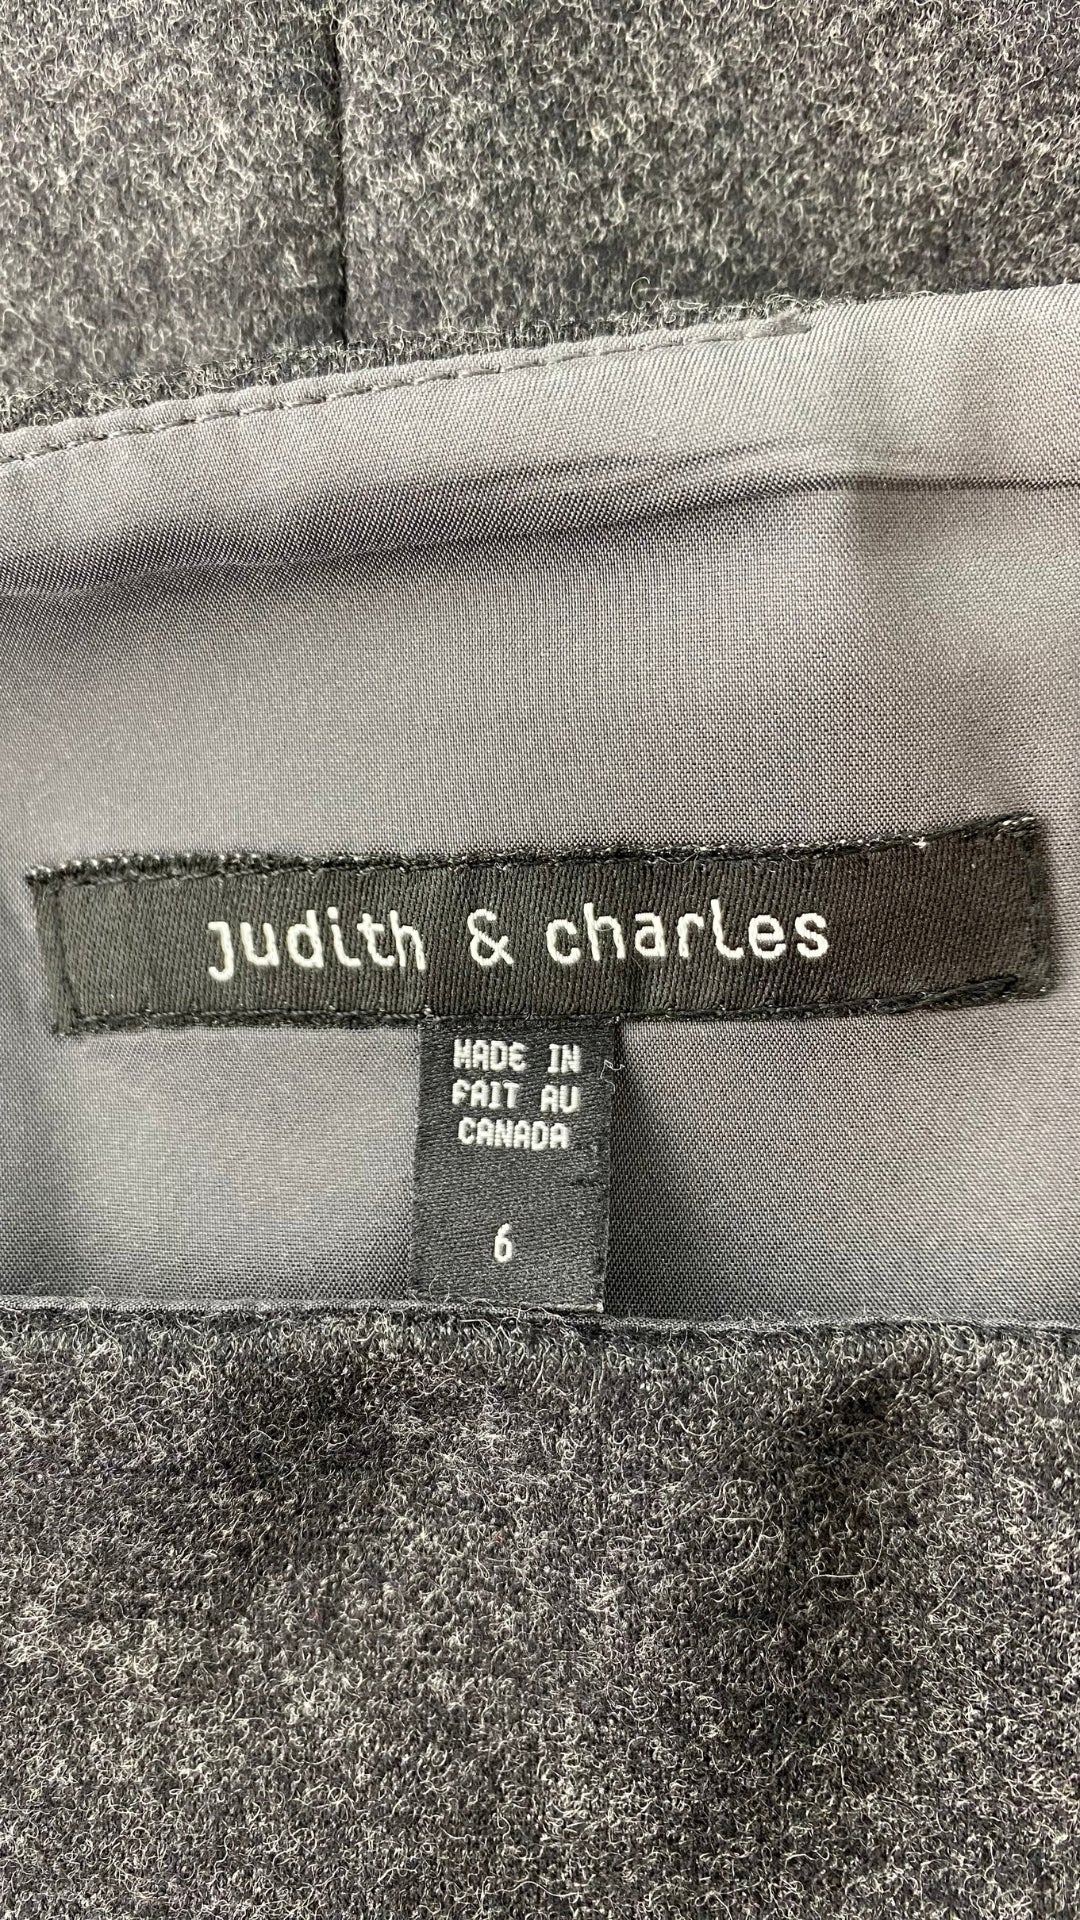 judith & charles
MADE IN
FAIT AU
CANADA
6